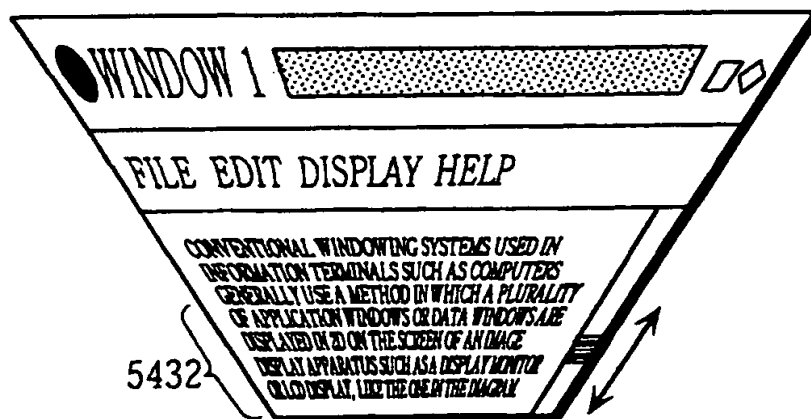 WINDOW 1
FILE EDIT DISPLAY HELP
CONVENTIONAL WINDOWING SYSTEMS USED IN
INFORMATION TERMINALS SUCH AS COMPUTERS
GENERALLY USE A METHOD IN WHICH A PLURALITY
OF APPLICATION WINDOWS OR DATA WINDOWS ARE
DISPLAYED IN 2D ON THE SCREEN OF AN IMAGE
DISPLAY APPARATUS SUCH AS A DISPLAY MONITOR
OR LCD DISPLAY, LIKE THE ONE IN THE DIAGRAM.
5432